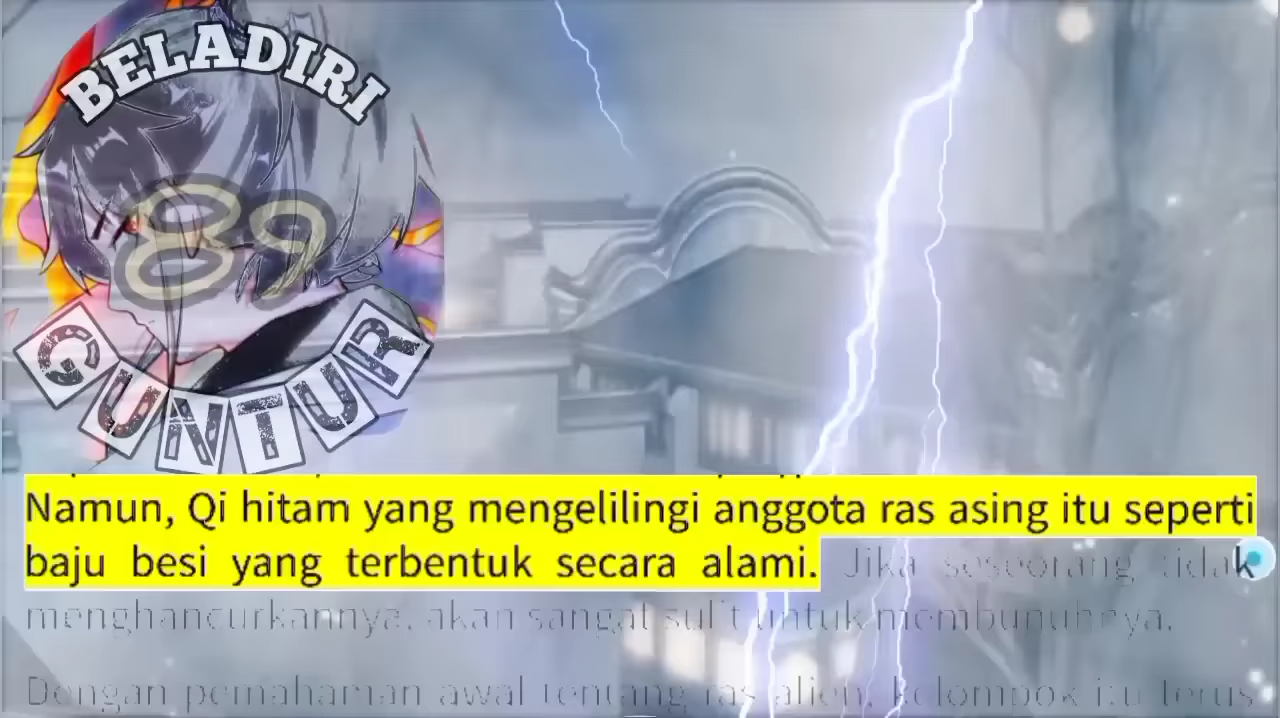 BELADIRI
89
GUNTUR
Namun, Qi hitam yang mengelilingi anggota ras asing itu seperti
baju besi yang terbentuk secara alami. Jika seseorang tidak
menghancurkannya, akan sangat sulit untuk membunuhnya.
Dengan pemahaman awal tentang ras alien, kelompok itu terus